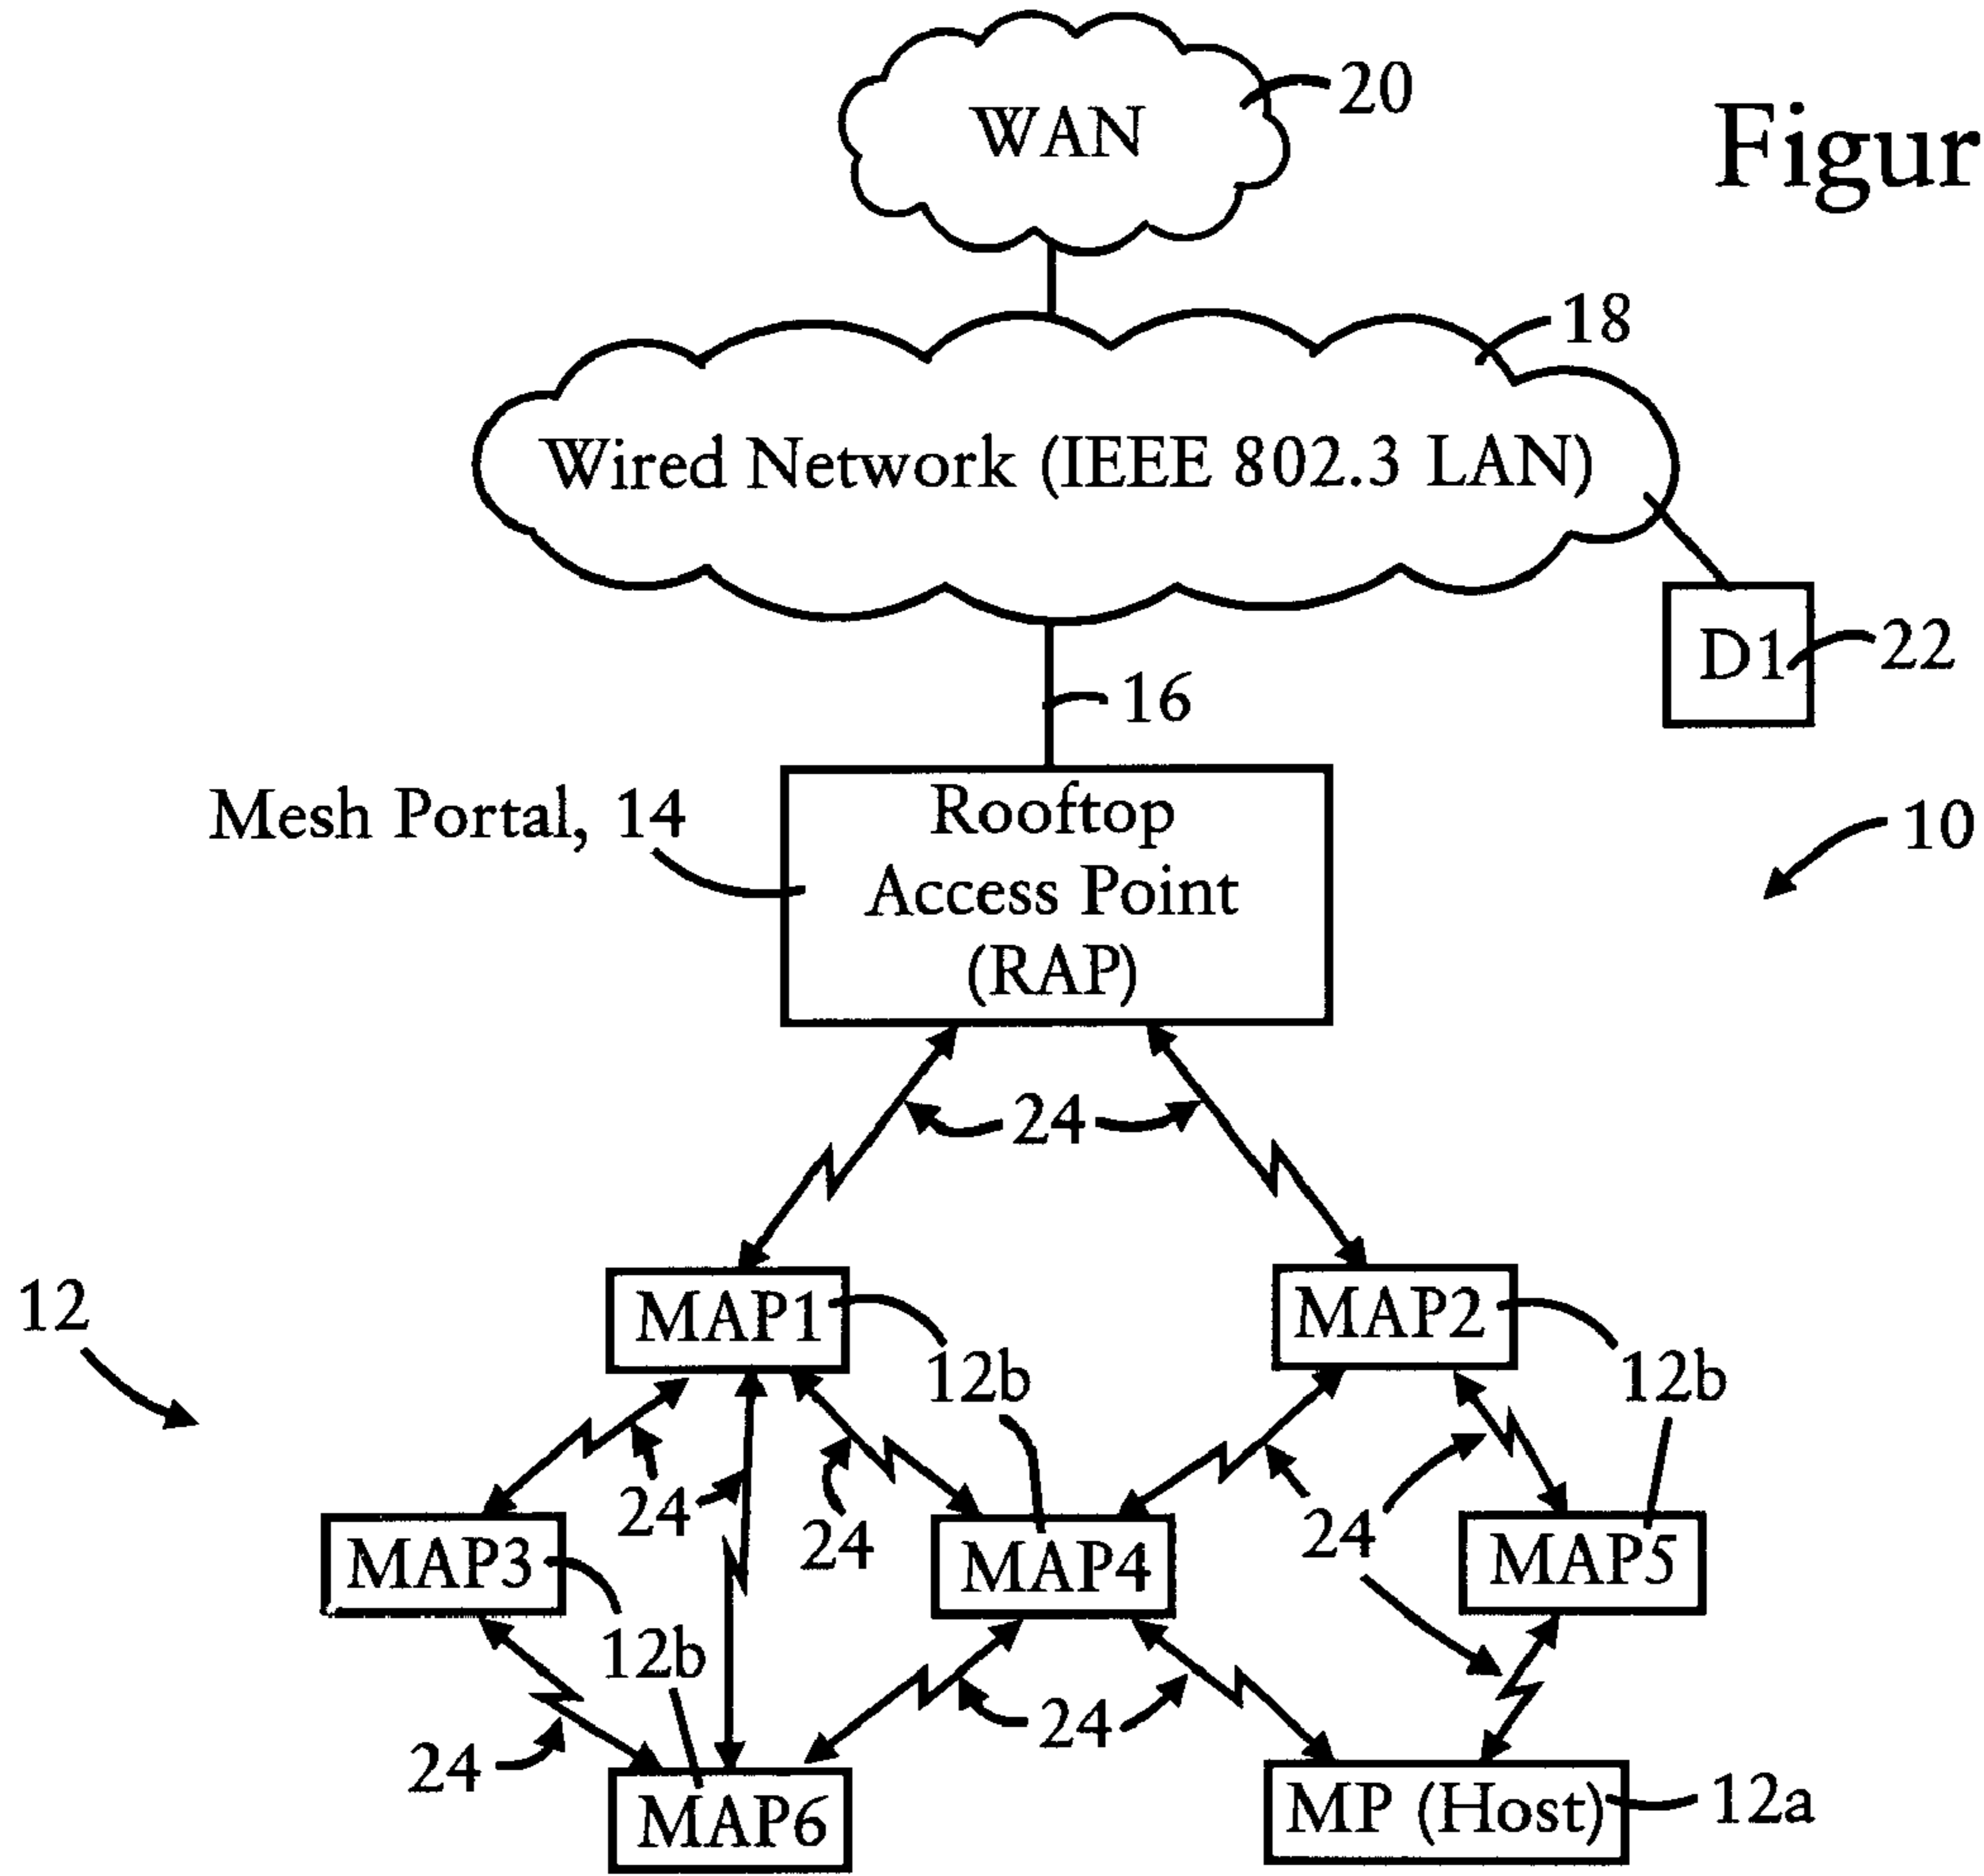 WAN
20
Figur
18
Wired Network (IEEE 802.3 LAN)
D1
22
16
Mesh Portal, 14
Rooftop
Access Point
(RAP)
10
24
12
MAP1
MAP2
12b
12b
24
24
24
MAP3
MAP4
MAP5
12b
24
24
MAP6
MP (Host)
12a